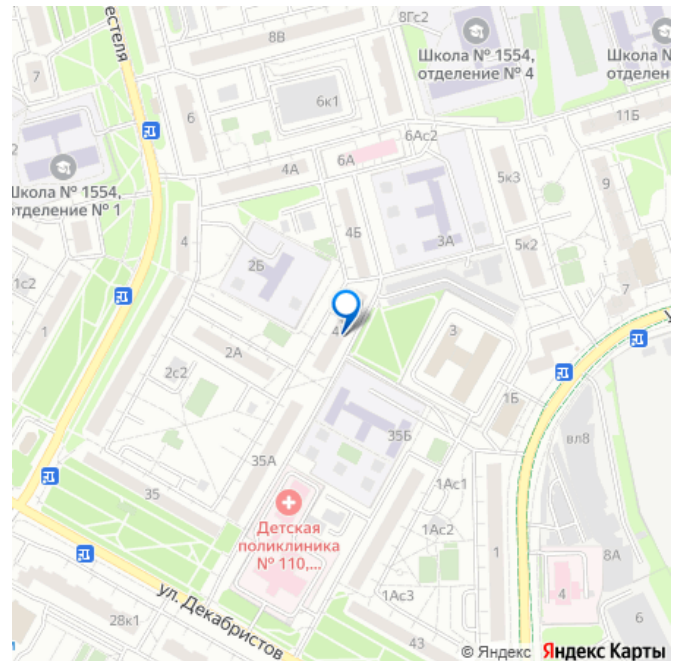 8Гс2
естеля
8В
Школа № 1554,
отделение № 4
Школа №
отделен
7
6
6к1
11Б
6Ас2
2
6А
4А
5к3
9
Школа № 1554,
отделение № 1
4Б
3А
5к2
4
2Б
1с2
7
1
4
3
2А
2с2
1Б
вл8
35Б
35А
35
1Ас1
Детская
поликлиника
№ 110,...
1Ас2
1
8А
4
ул. Декабристов
1Ас3
28к1
43
6
© Яндекс Яндекс Карты